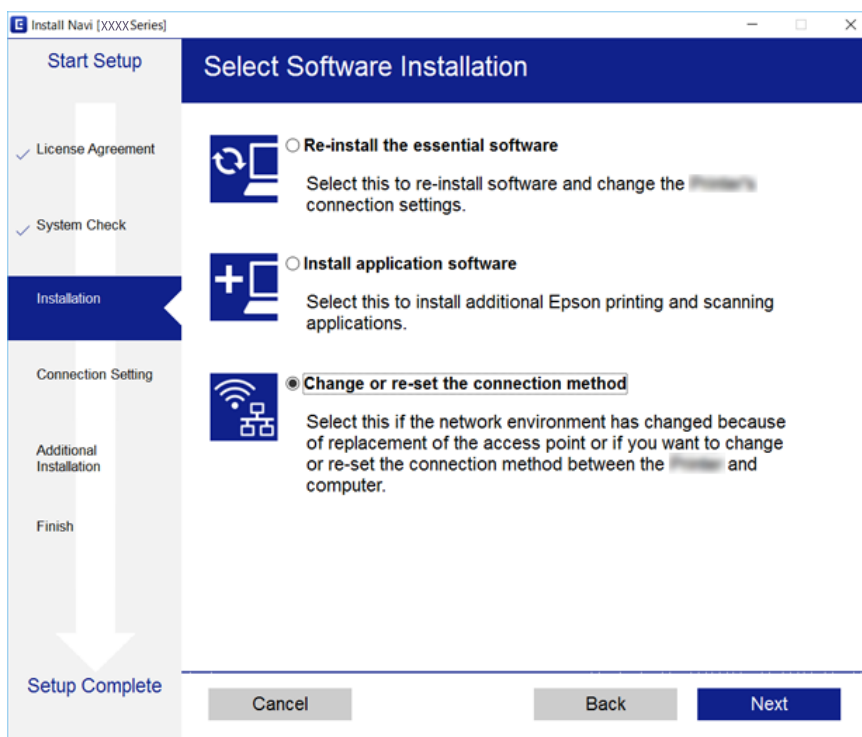 Install Navi [XXXX Series]
Start Setup
License Agreement
System Check
Installation
Connection Setting
Additional
Installation
Finish
Setup Complete
Select Software Installation
Re-install the essential software
Select this to re-install software and change the
connection settings.
Install application software
Select this to install additional Epson printing and scanning
applications.
Change or re-set the connection method
Select this if the network environment has changed because
of replacement of the access point or if you want to change
or re-set the connection method between the and
computer.
Cancel
Back
Next